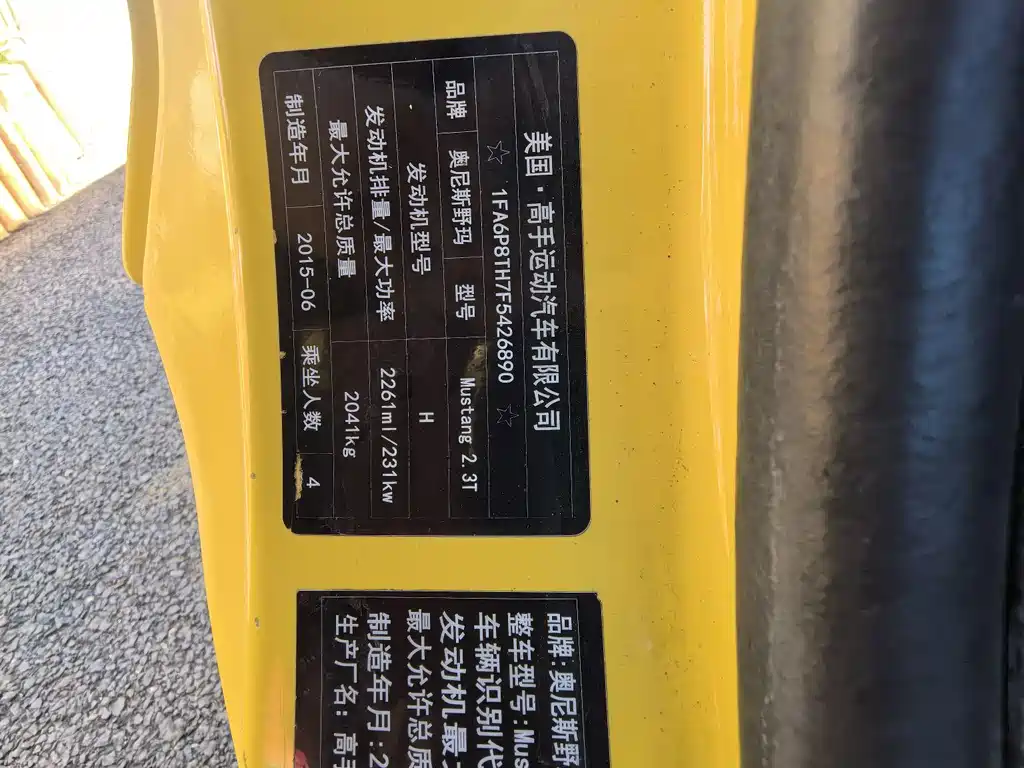 美国·高手运动汽车有限公司
☆ 1FA6P8TH7F5426890 ☆
品牌 奥尼斯野玛 型号 Mustang 2.3T
发动机型号 H
发动机排量/最大功率 2261ml/231kw
最大允许总质量 2041kg
制造年月 2015-06 乘坐人数 4
品牌:奥尼斯野
整车型号:Mus
车辆识别代
发动机最
最大允许总质
制造年月:2
生产厂名:高